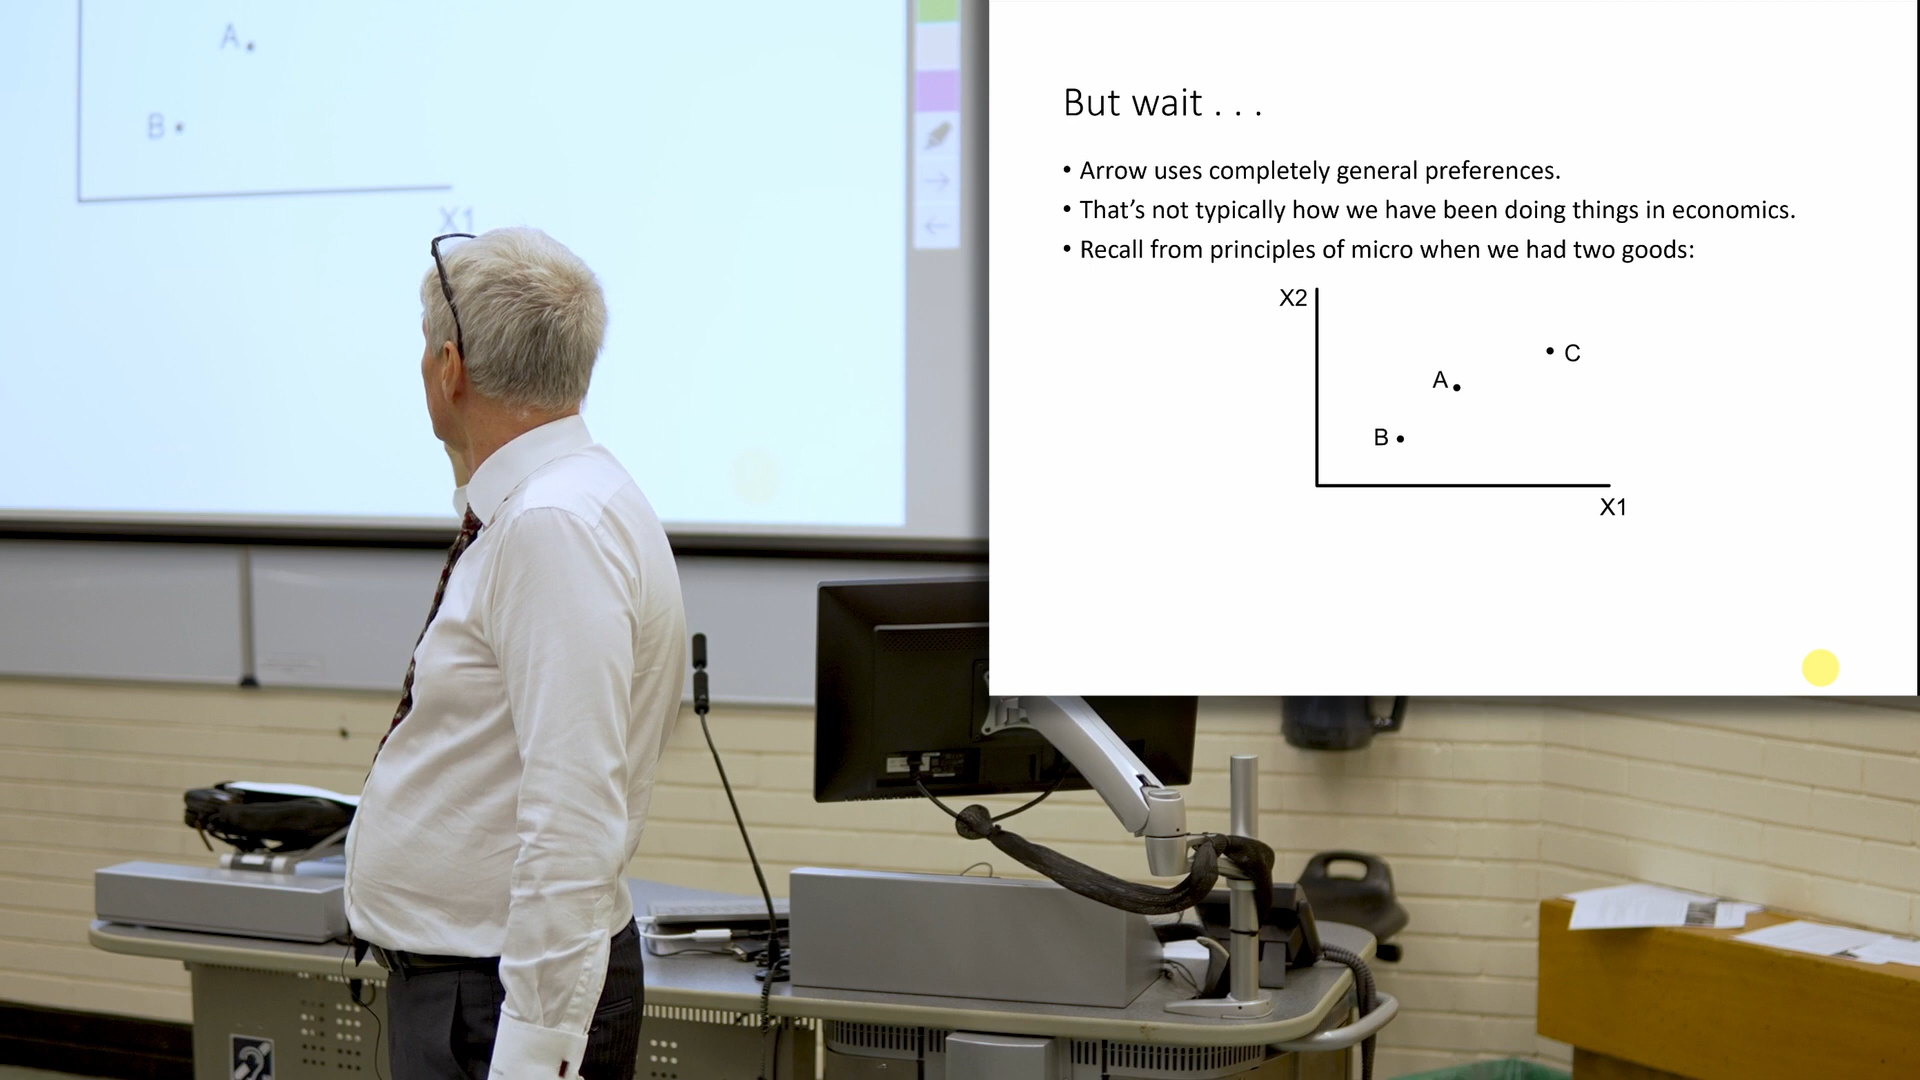 A
B
X1
But wait . . .
• Arrow uses completely general preferences.
• That's not typically how we have been doing things in economics.
• Recall from principles of micro when we had two goods:
X2
C
A
B
X1